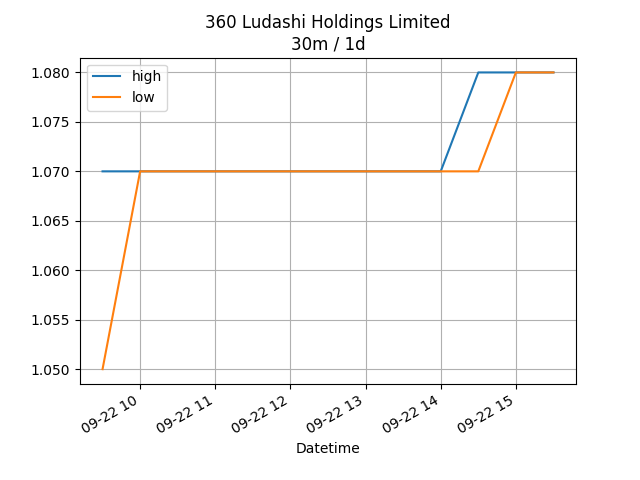 360 Ludashi Holdings Limited
30m / 1d
high
low
1.080
1.075
1.070
1.065
1.060
1.055
1.050
09-22 10
09-22 11
09-22 12
09-22 13
09-22 14
09-22 15
Datetime